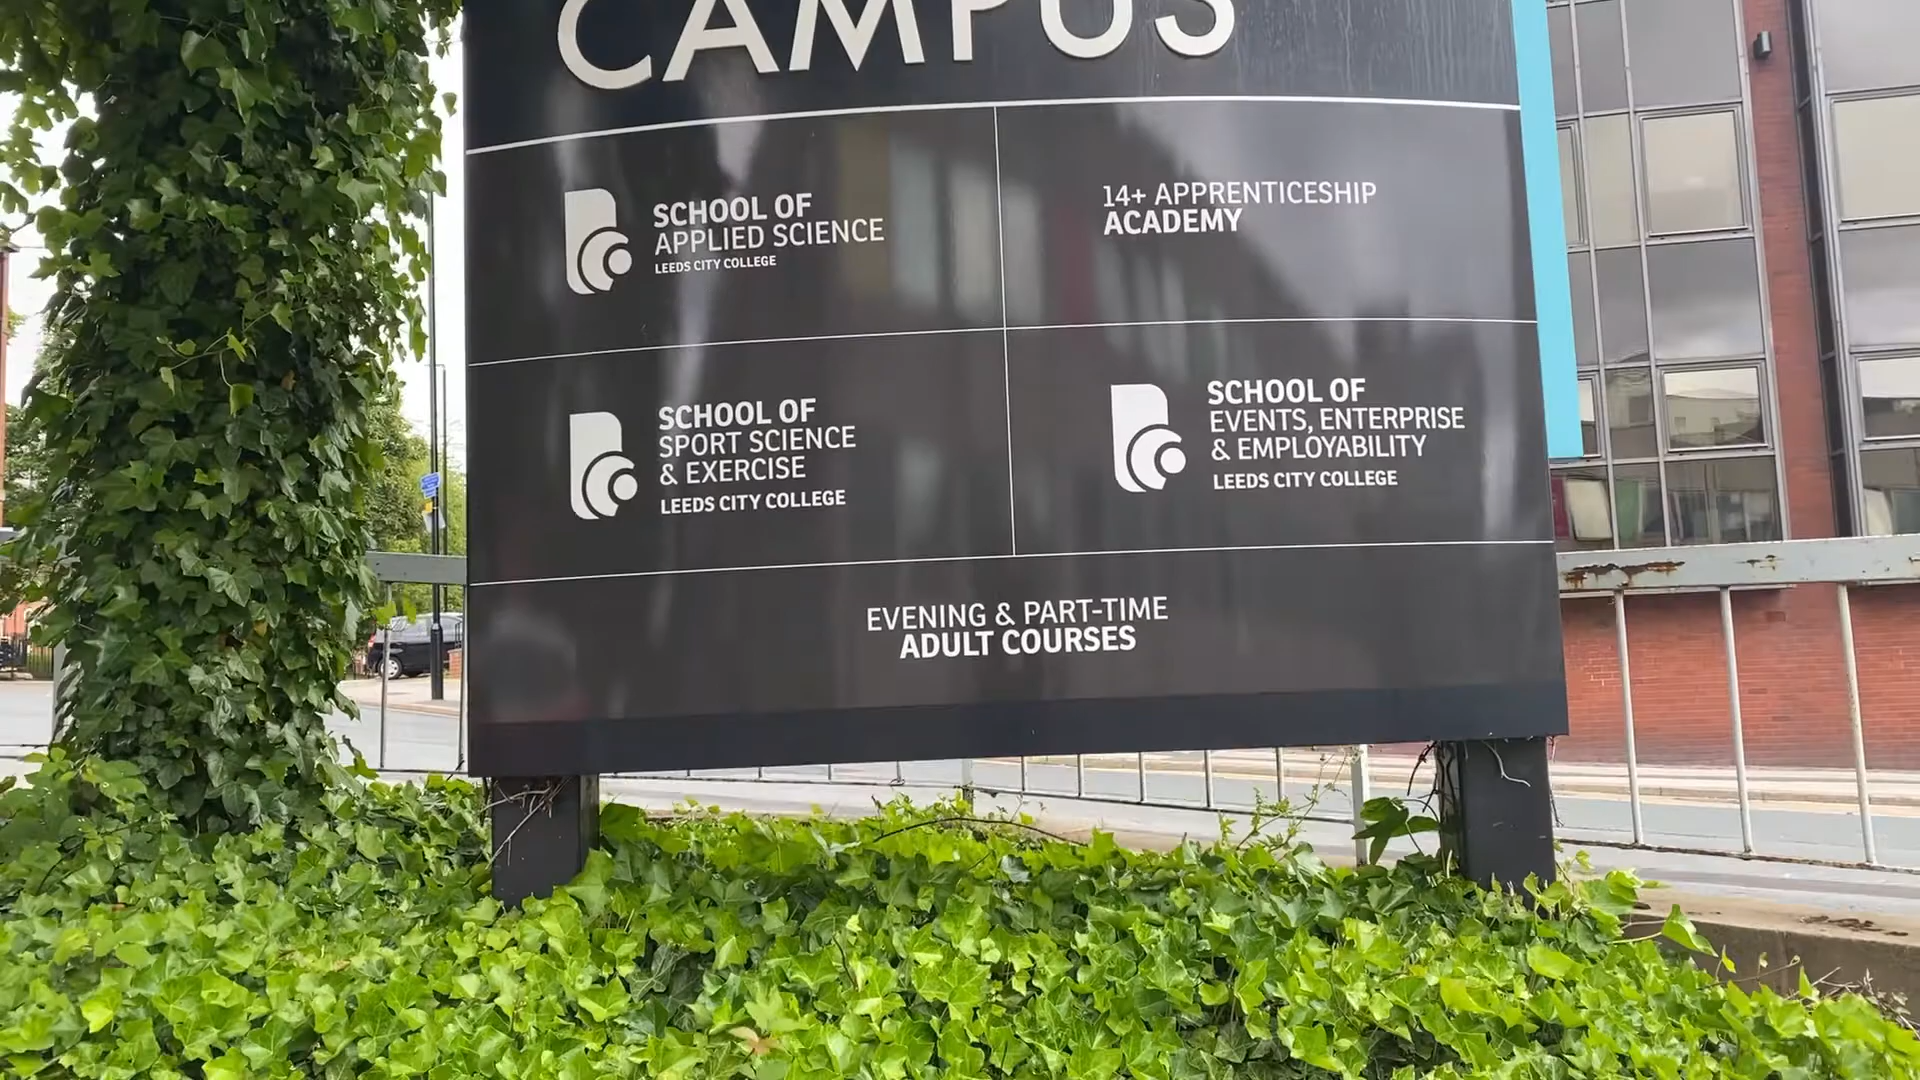 CAMPUS
SCHOOL OF
APPLIED SCIENCE
LEEDS CITY COLLEGE
14+ APPRENTICESHIP
ACADEMY
SCHOOL OF
SPORT SCIENCE
& EXERCISE
LEEDS CITY COLLEGE
SCHOOL OF
EVENTS, ENTERPRISE
& EMPLOYABILITY
LEEDS CITY COLLEGE
EVENING & PART-TIME
ADULT COURSES